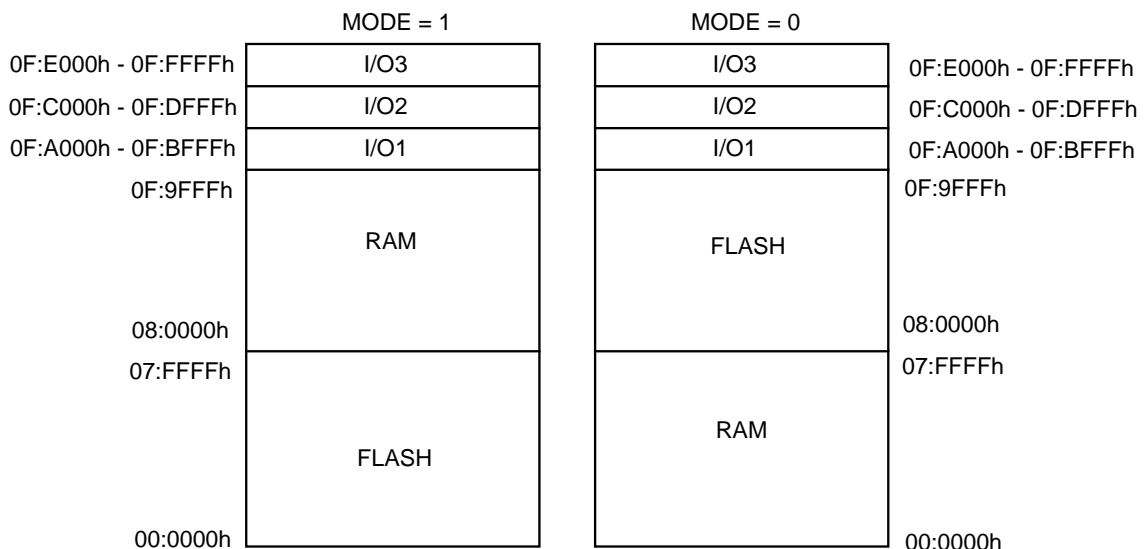 MODE = 1 MODE = 0
0F:E000h - 0F:FFFFh I/O3 I/O3 0F:E000h - 0F:FFFFh
0F:C000h - 0F:DFFFh I/O2 I/O2 0F:C000h - 0F:DFFFh
0F:A000h - 0F:BFFFh I/O1 I/O1 0F:A000h - 0F:BFFFh
0F:9FFFh 0F:9FFFh
RAM FLASH
08:0000h 08:0000h
07:FFFFh 07:FFFFh
FLASH RAM
00:0000h 00:0000h